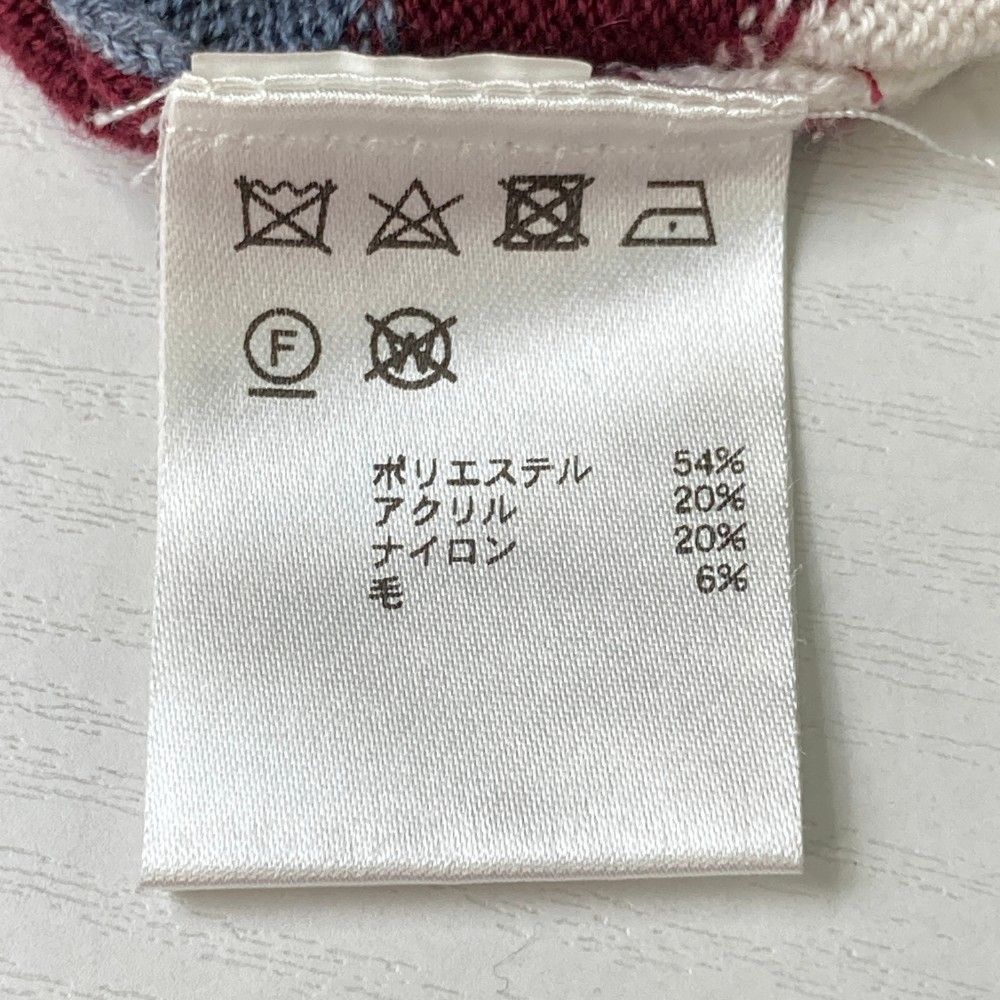 F
W
ポリエステル 54%
アクリル 20%
ナイロン 20%
毛 6%